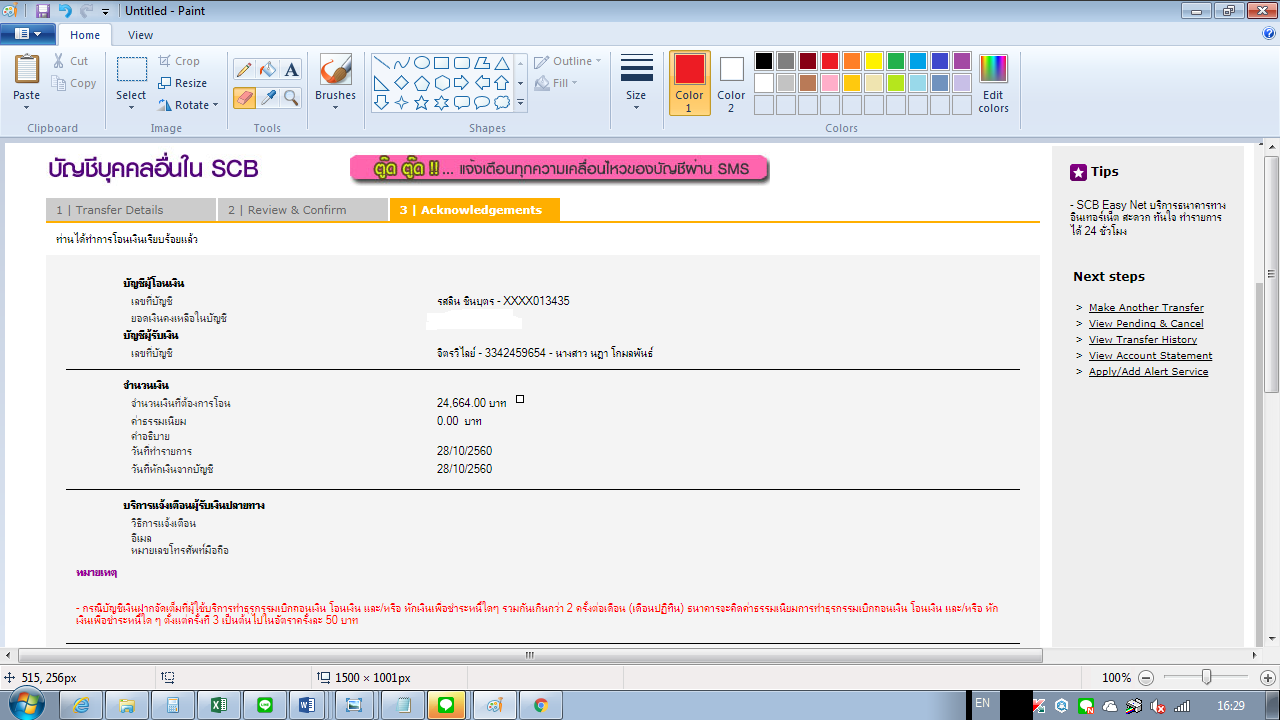 Untitled - Paint
Home View
Paste
Cut
Copy
Clipboard
Select
Crop
Resize
Rotate
Image
Tools
Brushes
Shapes
Outline
Fill
Size
Color 1
Color 2
Edit colors
Colors
บัญชีบุคคลอื่นใน SCB
ตู๊ด ตู๊ด !! ... แจ้งเตือนทุกความเคลื่อนไหวของบัญชีผ่าน SMS
1 | Transfer Details 2 | Review & Confirm 3 | Acknowledgements
ท่านได้ทำการโอนเงินเรียบร้อยแล้ว
บัญชีผู้โอนเงิน
เลขที่บัญชี รสลิน ชินบุตร - XXXX013435
ยอดเงินคงเหลือในบัญชี
บัญชีผู้รับเงิน
เลขที่บัญชี จิตรวิไลย์ - 3342459654 - นางสาว นฎา โกมลพันธ์
จำนวนเงิน
จำนวนเงินที่ต้องการโอน 24,664.00 บาท
ค่าธรรมเนียม 0.00 บาท
คำอธิบาย
วันที่ทำรายการ 28/10/2560
วันที่หักเงินจากบัญชี 28/10/2560
บริการแจ้งเตือนผู้รับเงินปลายทาง
วิธีการแจ้งเตือน
อีเมล
หมายเลขโทรศัพท์มือถือ
หมายเหตุ
- กรณีบัญชีเงินฝากจัดเต็มที่ผู้ใช้บริการทำธุรกรรมเบิกถอนเงิน โอนเงิน และ/หรือ หักเงินเพื่อชำระหนี้ใดๆ รวมกันเกินกว่า 2 ครั้งต่อเดือน (เดือนปฏิทิน) ธนาคารจะคิดค่าธรรมเนียมการทำธุรกรรมเบิกถอนเงิน โอนเงิน และ/หรือ หัก
เงินเพื่อชำระหนี้ใด ๆ ตั้งแต่ครั้งที่ 3 เป็นต้นไปในอัตราครั้งละ 50 บาท
Tips
- SCB Easy Net บริการธนาคารทาง
อินเทอร์เน็ต สะดวก ทันใจ ทำรายการ
ได้ 24 ชั่วโมง
Next steps
> Make Another Transfer
> View Pending & Cancel
> View Transfer History
> View Account Statement
> Apply/Add Alert Service
515, 256px 1500 × 1001px 100%
EN 16:29